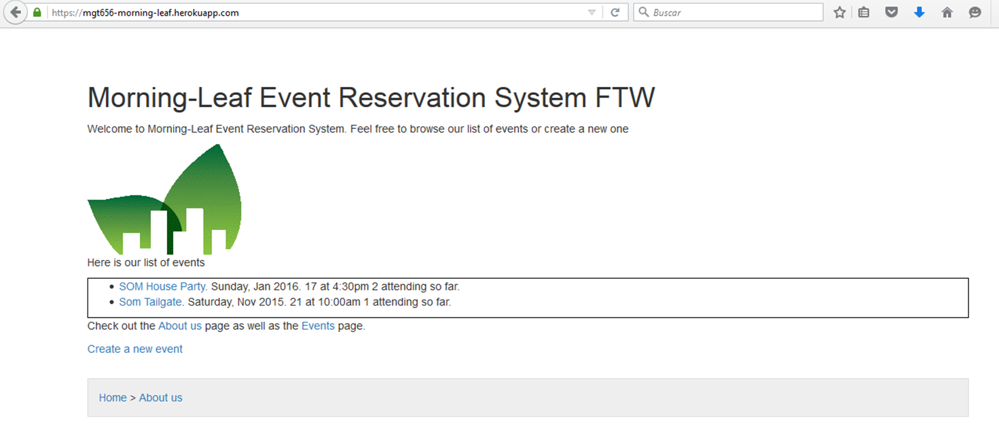 https://mgt656-morning-leaf.herokuapp.com
Buscar
Morning-Leaf Event Reservation System FTW
Welcome to Morning-Leaf Event Reservation System. Feel free to browse our list of events or create a new one
Here is our list of events
SOM House Party. Sunday, Jan 2016. 17 at 4:30pm 2 attending so far.
Som Tailgate. Saturday, Nov 2015. 21 at 10:00am 1 attending so far.
Check out the About us page as well as the Events page.
Create a new event
Home > About us